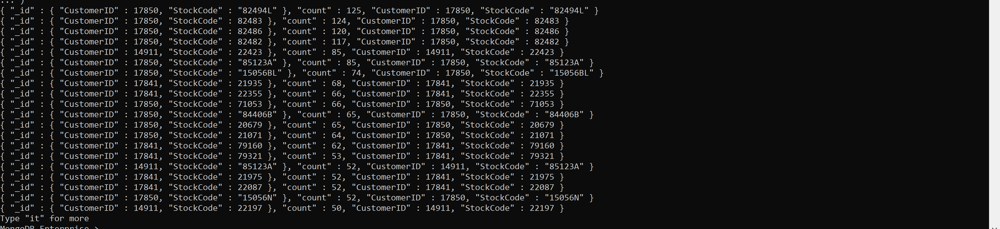 ... )
{ "_id" : { "CustomerID" : 17850, "StockCode" : "82494L" }, "count" : 125, "CustomerID" : 17850, "StockCode" : "82494L" }
{ "_id" : { "CustomerID" : 17850, "StockCode" : 82483 }, "count" : 124, "CustomerID" : 17850, "StockCode" : 82483 }
{ "_id" : { "CustomerID" : 17850, "StockCode" : 82486 }, "count" : 120, "CustomerID" : 17850, "StockCode" : 82486 }
{ "_id" : { "CustomerID" : 17850, "StockCode" : 82482 }, "count" : 117, "CustomerID" : 17850, "StockCode" : 82482 }
{ "_id" : { "CustomerID" : 14911, "StockCode" : 22423 }, "count" : 85, "CustomerID" : 14911, "StockCode" : 22423 }
{ "_id" : { "CustomerID" : 17850, "StockCode" : "85123A" }, "count" : 85, "CustomerID" : 17850, "StockCode" : "85123A" }
{ "_id" : { "CustomerID" : 17850, "StockCode" : "15056BL" }, "count" : 74, "CustomerID" : 17850, "StockCode" : "15056BL" }
{ "_id" : { "CustomerID" : 17841, "StockCode" : 21935 }, "count" : 68, "CustomerID" : 17841, "StockCode" : 21935 }
{ "_id" : { "CustomerID" : 17841, "StockCode" : 22355 }, "count" : 66, "CustomerID" : 17841, "StockCode" : 22355 }
{ "_id" : { "CustomerID" : 17850, "StockCode" : 71053 }, "count" : 66, "CustomerID" : 17850, "StockCode" : 71053 }
{ "_id" : { "CustomerID" : 17850, "StockCode" : "84406B" }, "count" : 65, "CustomerID" : 17850, "StockCode" : "84406B" }
{ "_id" : { "CustomerID" : 17850, "StockCode" : 20679 }, "count" : 65, "CustomerID" : 17850, "StockCode" : 20679 }
{ "_id" : { "CustomerID" : 17850, "StockCode" : 21071 }, "count" : 64, "CustomerID" : 17850, "StockCode" : 21071 }
{ "_id" : { "CustomerID" : 17841, "StockCode" : 79160 }, "count" : 62, "CustomerID" : 17841, "StockCode" : 79160 }
{ "_id" : { "CustomerID" : 17841, "StockCode" : 79321 }, "count" : 53, "CustomerID" : 17841, "StockCode" : 79321 }
{ "_id" : { "CustomerID" : 14911, "StockCode" : "85123A" }, "count" : 52, "CustomerID" : 14911, "StockCode" : "85123A" }
{ "_id" : { "CustomerID" : 17841, "StockCode" : 21975 }, "count" : 52, "CustomerID" : 17841, "StockCode" : 21975 }
{ "_id" : { "CustomerID" : 17841, "StockCode" : 22087 }, "count" : 52, "CustomerID" : 17841, "StockCode" : 22087 }
{ "_id" : { "CustomerID" : 17850, "StockCode" : "15056N" }, "count" : 52, "CustomerID" : 17850, "StockCode" : "15056N" }
{ "_id" : { "CustomerID" : 14911, "StockCode" : 22197 }, "count" : 50, "CustomerID" : 14911, "StockCode" : 22197 }
Type "it" for more
MongoDB Enterprise >